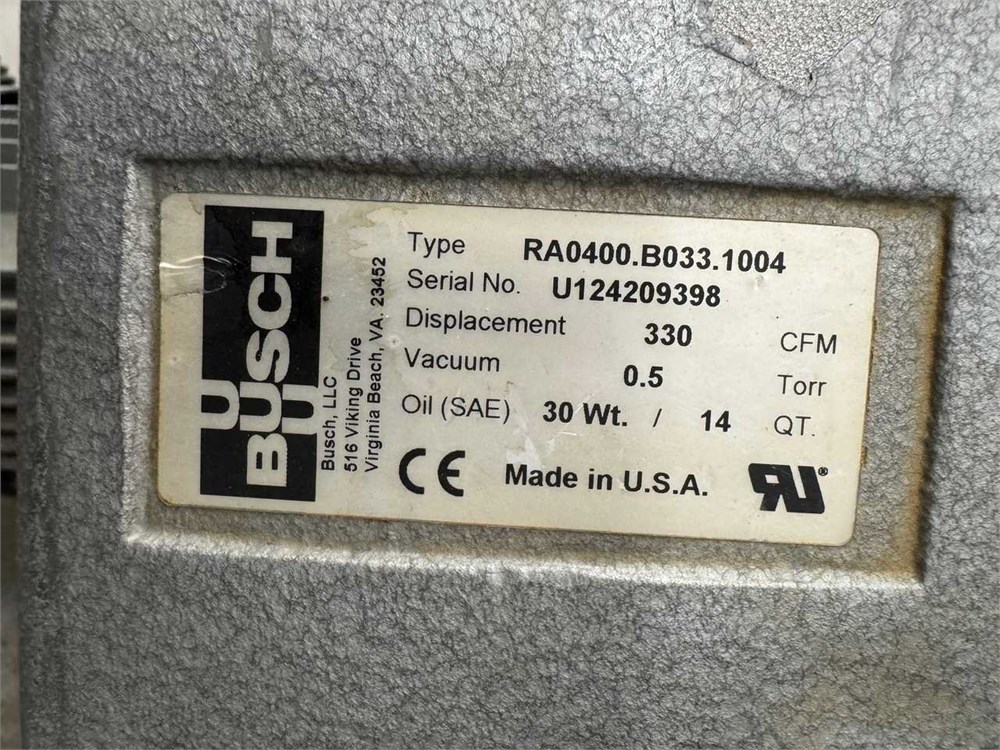 BUSCH
Busch, LLC
516 Viking Drive
Virginia Beach, VA. 23452
Type RA0400.B033.1004
Serial No. U124209398
Displacement 330 CFM
Vacuum 0.5 Torr
Oil (SAE) 30 Wt. / 14 QT.
CE Made in U.S.A. RU®